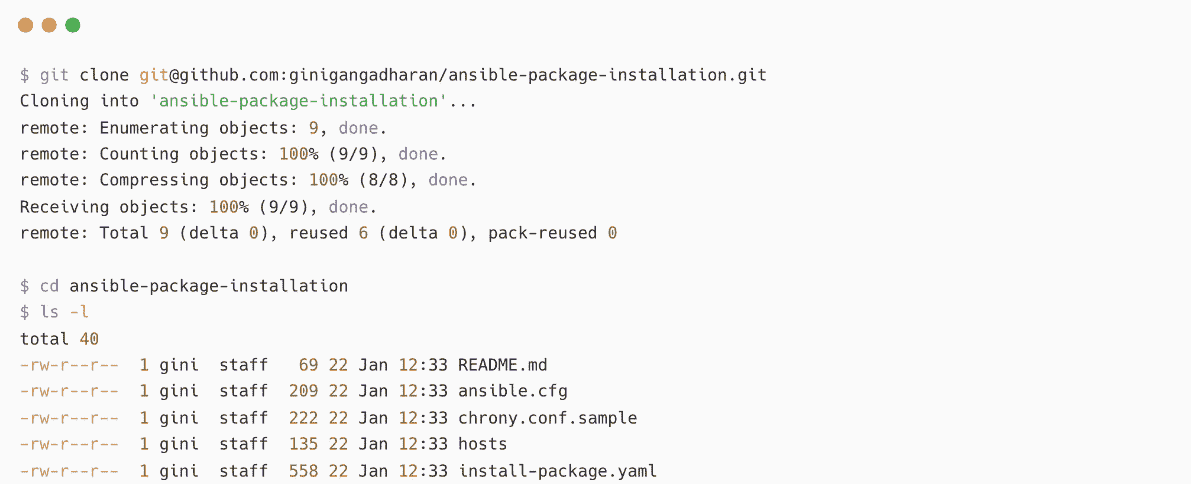 $ git clone git@github.com:ginigangadharan/ansible-package-installation.git
Cloning into 'ansible-package-installation'...
remote: Enumerating objects: 9, done.
remote: Counting objects: 100% (9/9), done.
remote: Compressing objects: 100% (8/8), done.
Receiving objects: 100% (9/9), done.
remote: Total 9 (delta 0), reused 6 (delta 0), pack-reused 0
$ cd ansible-package-installation
$ ls -l
total 40
-rw-r--r--  1 gini  staff   69 22 Jan 12:33 README.md
-rw-r--r--  1 gini  staff  209 22 Jan 12:33 ansible.cfg
-rw-r--r--  1 gini  staff  222 22 Jan 12:33 chrony.conf.sample
-rw-r--r--  1 gini  staff  135 22 Jan 12:33 hosts
-rw-r--r--  1 gini  staff  558 22 Jan 12:33 install-package.yaml